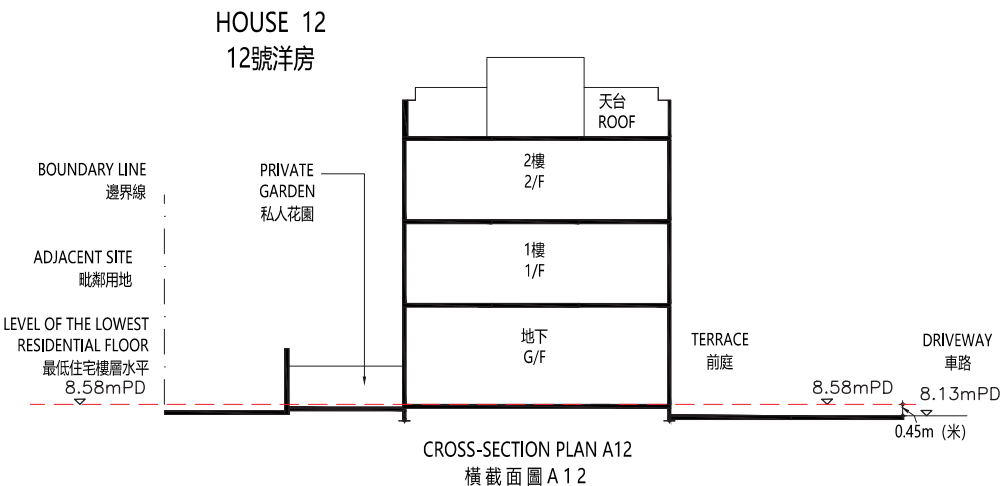 HOUSE 12
12號洋房
天台
ROOF
2樓
2/F
BOUNDARY LINE
邊界線
PRIVATE
GARDEN
私人花園
1樓
1/F
ADJACENT SITE
毗鄰用地
LEVEL OF THE LOWEST
RESIDENTIAL FLOOR
最低住宅樓層水平
8.58mPD
地下
G/F
TERRACE
前庭
DRIVEWAY
車路
8.58mPD
8.13mPD
0.45m (米)
CROSS-SECTION PLAN A12
橫截面圖A12